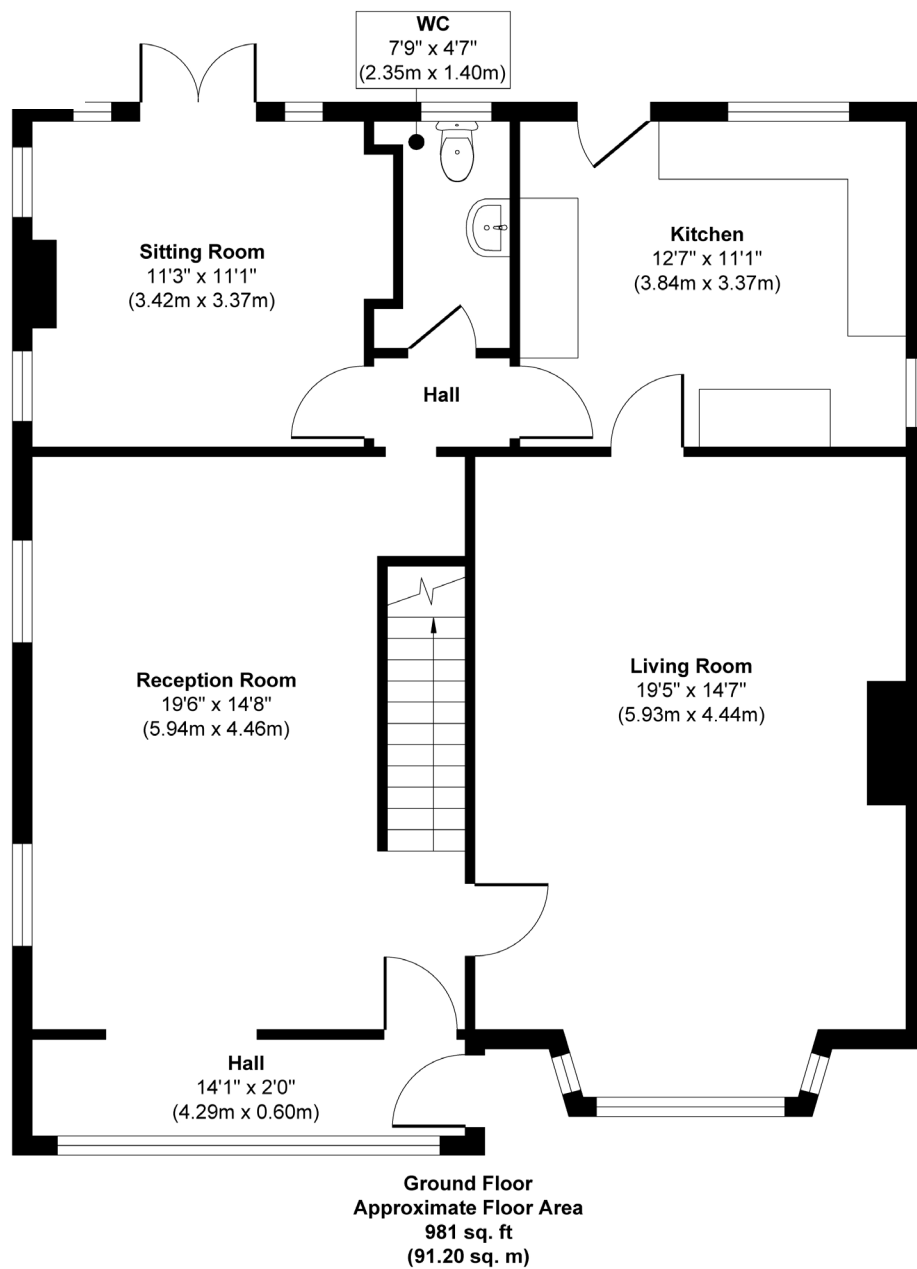 WC
7'9" x 4'7"
(2.35m x 1.40m)
Sitting Room
11'3" x 11'1"
(3.42m x 3.37m)
Kitchen
12'7" x 11'1"
(3.84m x 3.37m)
Hall
Reception Room
19'6" x 14'8"
(5.94m x 4.46m)
Living Room
19'5" x 14'7"
(5.93m x 4.44m)
Hall
14'1" x 2'0"
(4.29m x 0.60m)
Ground Floor
Approximate Floor Area
981 sq. ft
(91.20 sq. m)